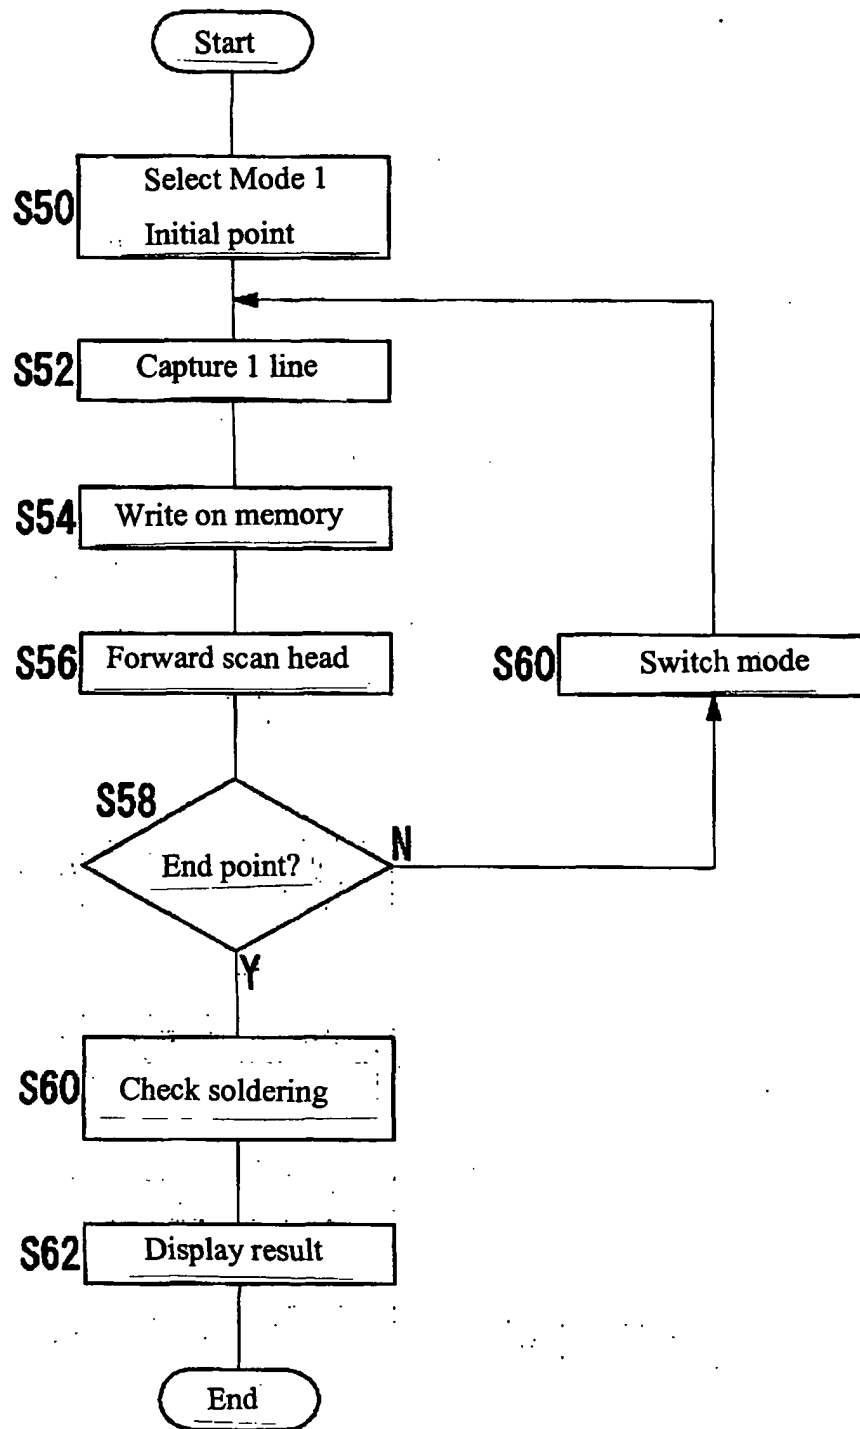 Start
S50
Select Mode 1
Initial point
S52
Capture 1 line
S54
Write on memory
S56
Forward scan head
S60
Switch mode
S58
End point?
N
Y
S60
Check soldering
S62
Display result
End